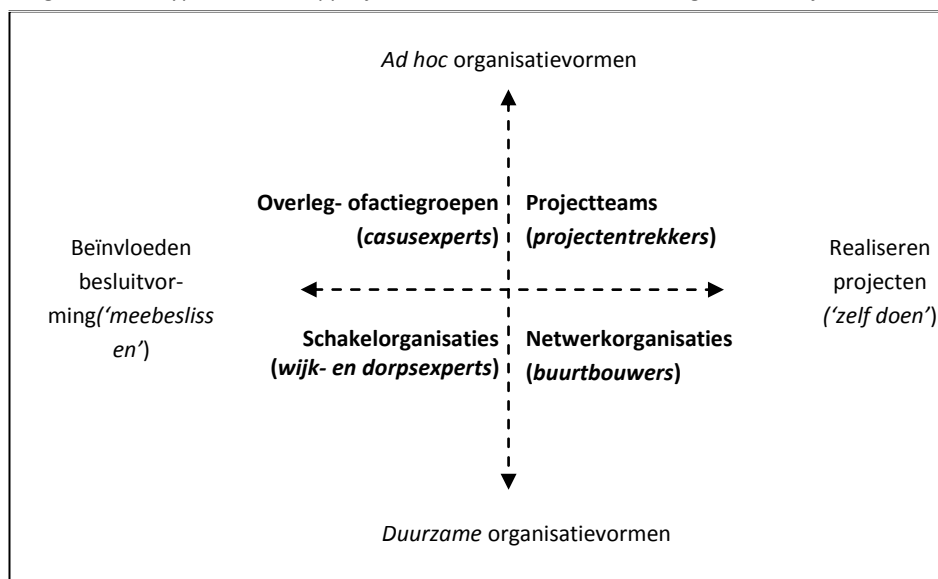 Ad hoc organisatievormen
Overleg- ofactiegroepen
(casusexperts)
Projectteams
(projectentrekkers)
Beïnvloeden
besluitvor-
ming(‘meebesliss
en’)
Realiseren
projecten
(‘zelf doen’)
Schakelorganisaties
(wijk- en dorpsexperts)
Netwerkorganisaties
(buurtbouwers)
Duurzame organisatievormen